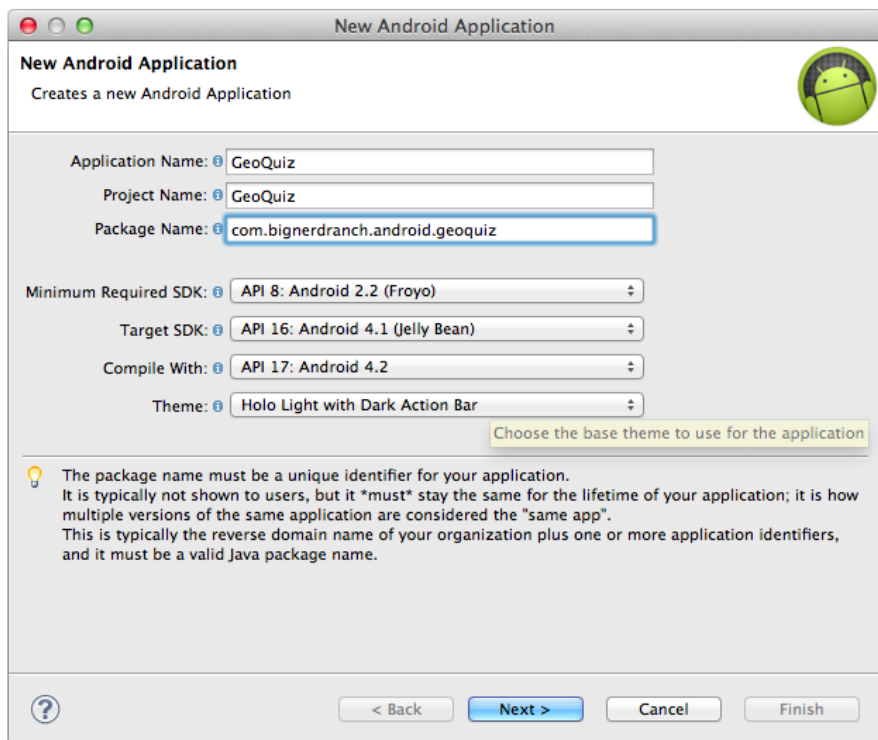 New Android Application
New Android Application
Creates a new Android Application
Application Name: GeoQuiz
Project Name: GeoQuiz
Package Name: com.bignerdranch.android.geoquiz
Minimum Required SDK: API 8: Android 2.2 (Froyo)
Target SDK: API 16: Android 4.1 (Jelly Bean)
Compile With: API 17: Android 4.2
Theme: Holo Light with Dark Action Bar
Choose the base theme to use for the application
The package name must be a unique identifier for your application.
It is typically not shown to users, but it *must* stay the same for the lifetime of your application; it is how
multiple versions of the same application are considered the "same app".
This is typically the reverse domain name of your organization plus one or more application identifiers,
and it must be a valid Java package name.
? < Back Next > Cancel Finish